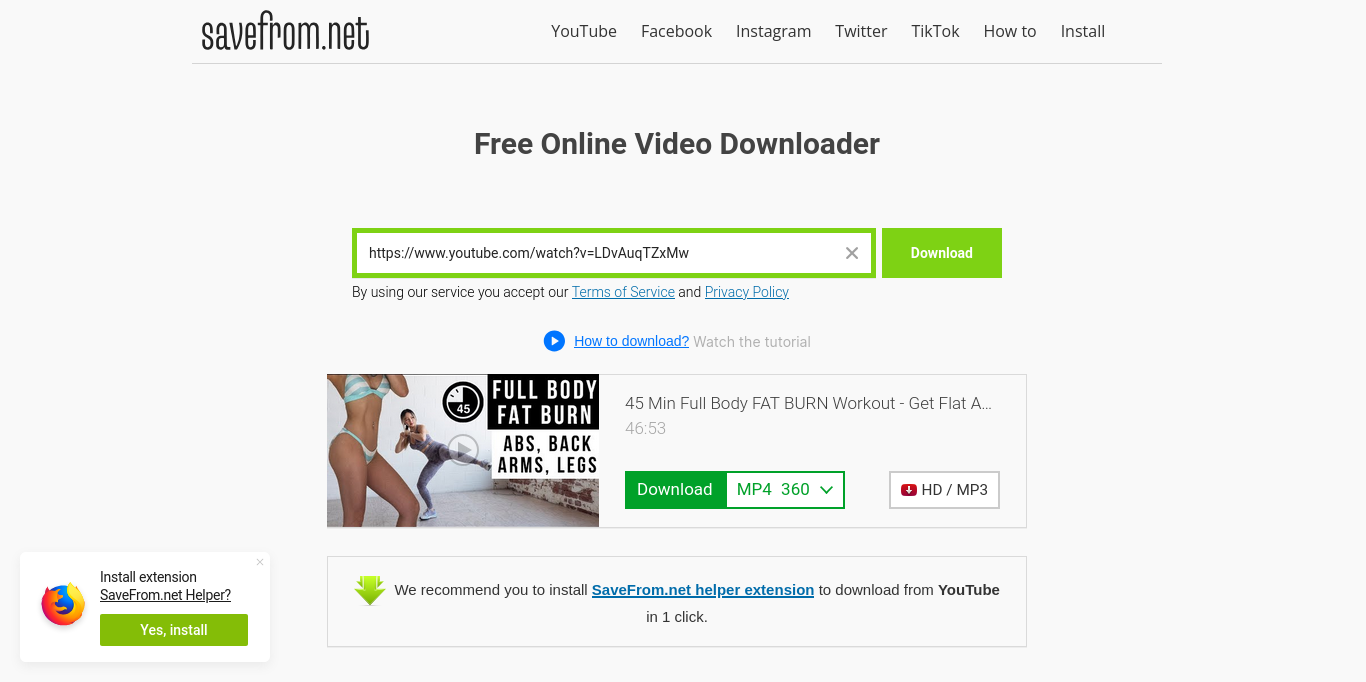 savefrom.net
YouTube Facebook Instagram Twitter TikTok How to Install
Free Online Video Downloader
https://www.youtube.com/watch?v=LDvAuqTZxMw
Download
By using our service you accept our Terms of Service and Privacy Policy
How to download? Watch the tutorial
45
FULL BODY
FAT BURN
ABS, BACK
ARMS, LEGS
45 Min Full Body FAT BURN Workout - Get Flat A...
46:53
Download MP4 360
HD / MP3
We recommend you to install SaveFrom.net helper extension to download from YouTube
in 1 click.
Install extension
SaveFrom.net Helper?
Yes, install